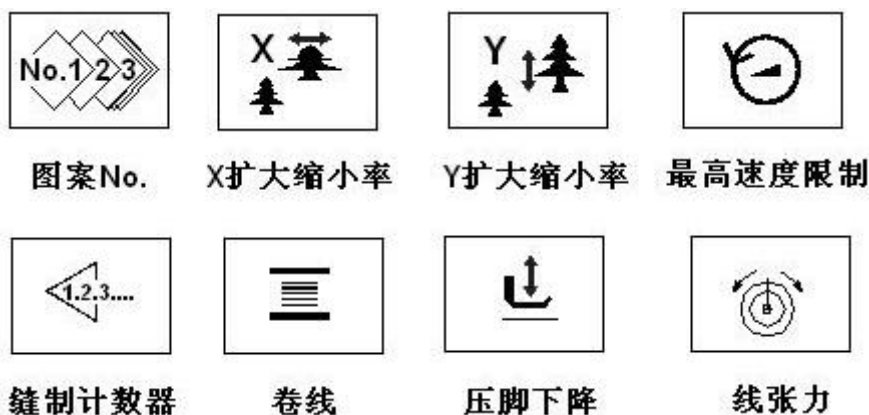 No.1 2 3
X
Y
图案No.
X扩大缩小率
Y扩大缩小率
最高速度限制
1.2.3....
缝制计数器
卷线
压脚下降
线张力